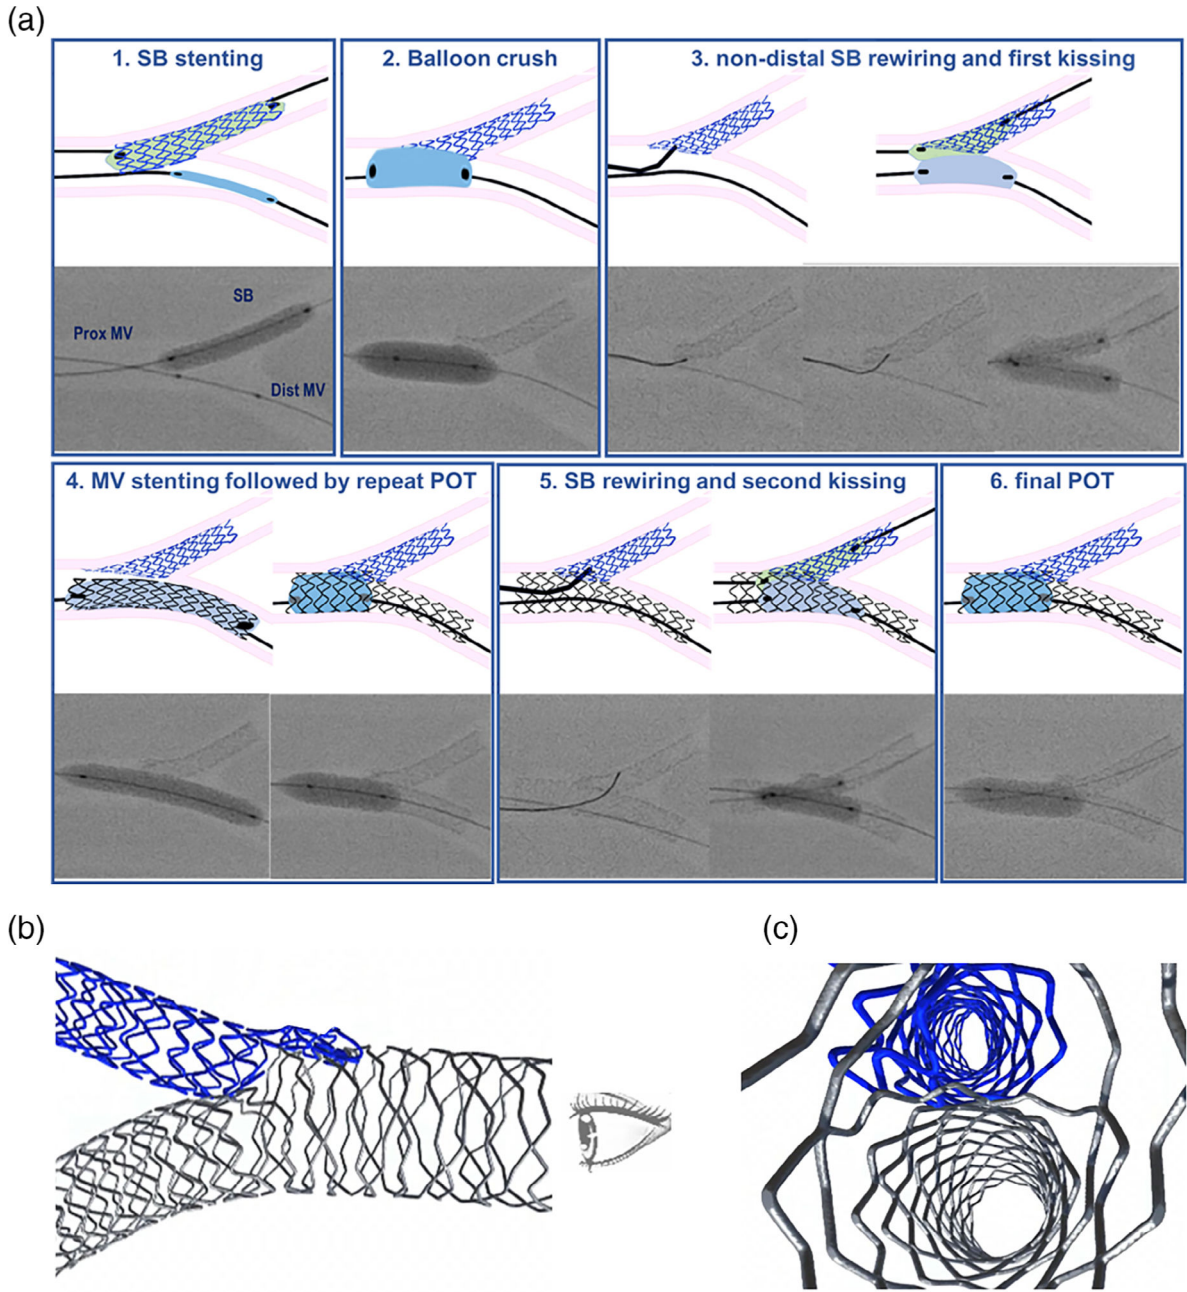 (a)
1. SB stenting
2. Balloon crush
3. non-distal SB rewiring and first kissing
SB
Prox MV
Dist MV
4. MV stenting followed by repeat POT
5. SB rewiring and second kissing
6. final POT
(b)
(c)